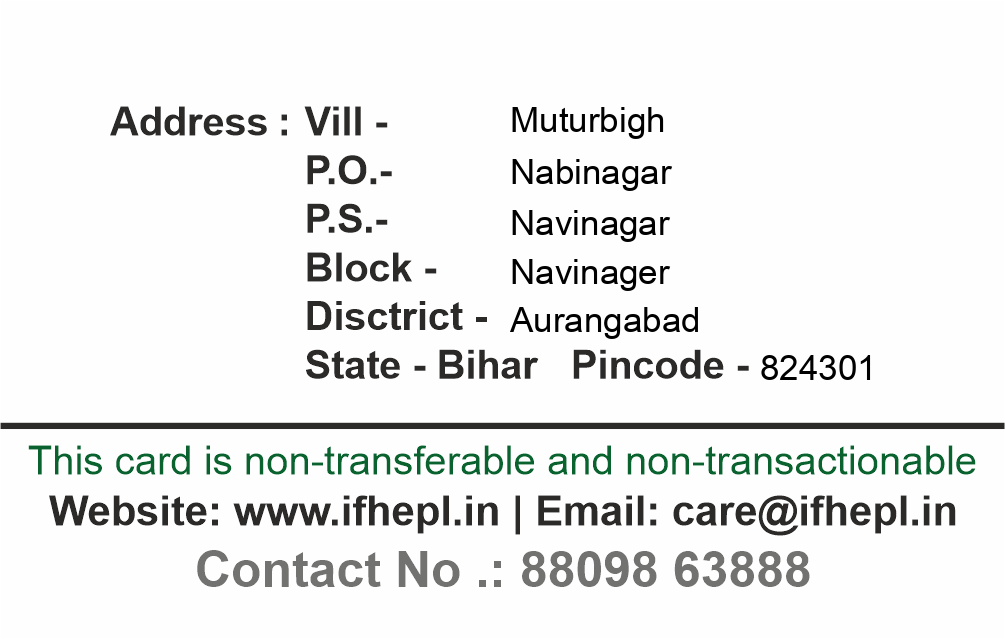 Address : Vill - Muturbigh
P.O.- Nabinagar
P.S.- Navinagar
Block - Navinager
Disctrict - Aurangabad
State - Bihar Pincode - 824301
This card is non-transferable and non-transactionable
Website: www.ifhepl.in | Email: care@ifhepl.in
Contact No .: 88098 63888